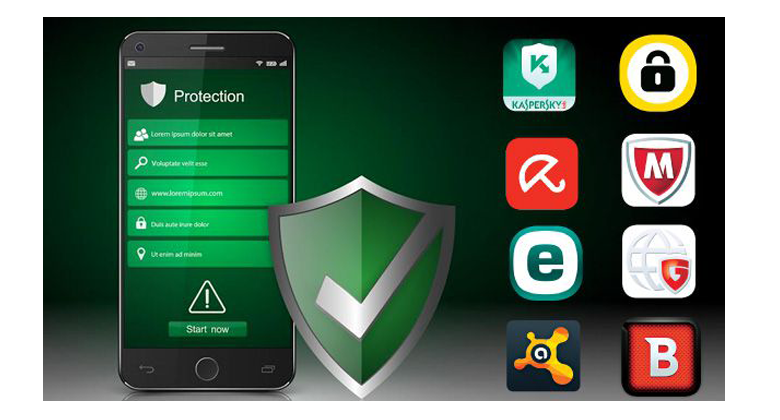 Protection
Lorem ipsum dolor sit amet
Voluptate velit esse
www.loremipsum.com
Duis aute irure dolor
Ut enim ad minim
Start now
KASPERSKY
M
e
G
a
B